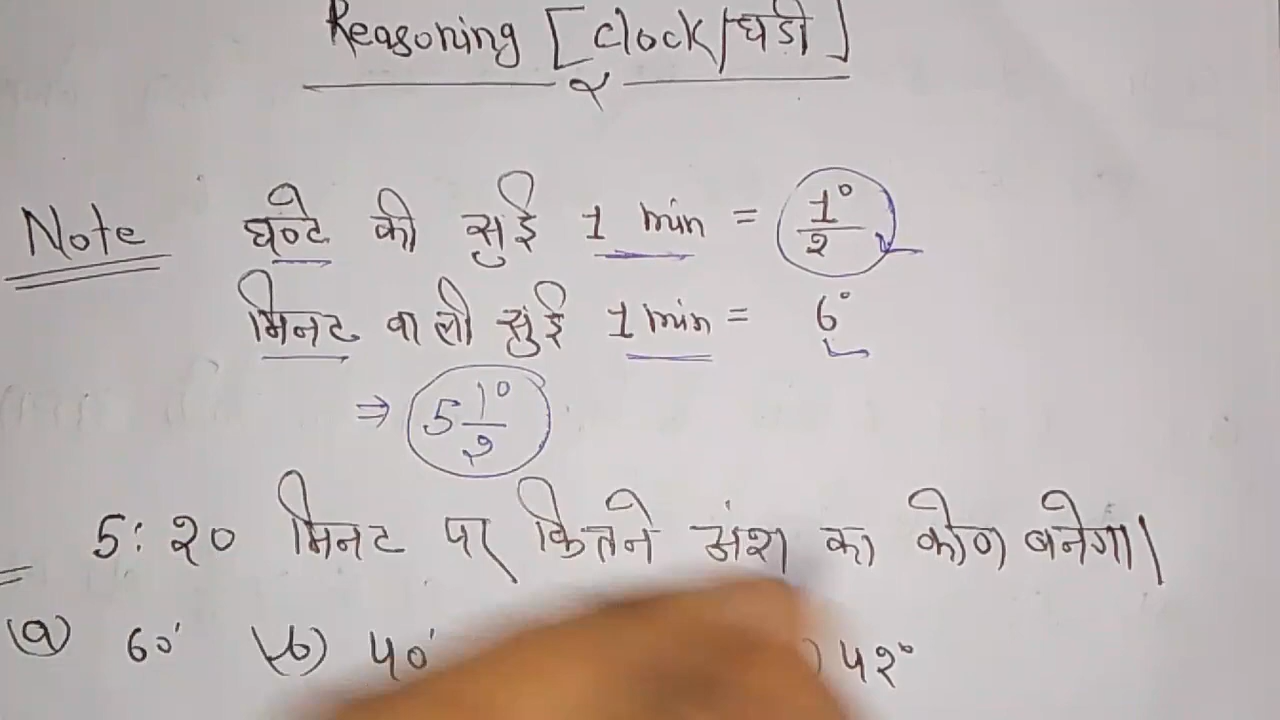 Reasoning [clock/घडी]
Note घण्टे की सुई 1 min = 1°/2
मिनट वाली सुई 1 min = 6°
⇒ 5 1°/2
5:20 मिनट पर कितने अंश का कोण बनेगा।
(a) 60° (b) 40° ) 42°